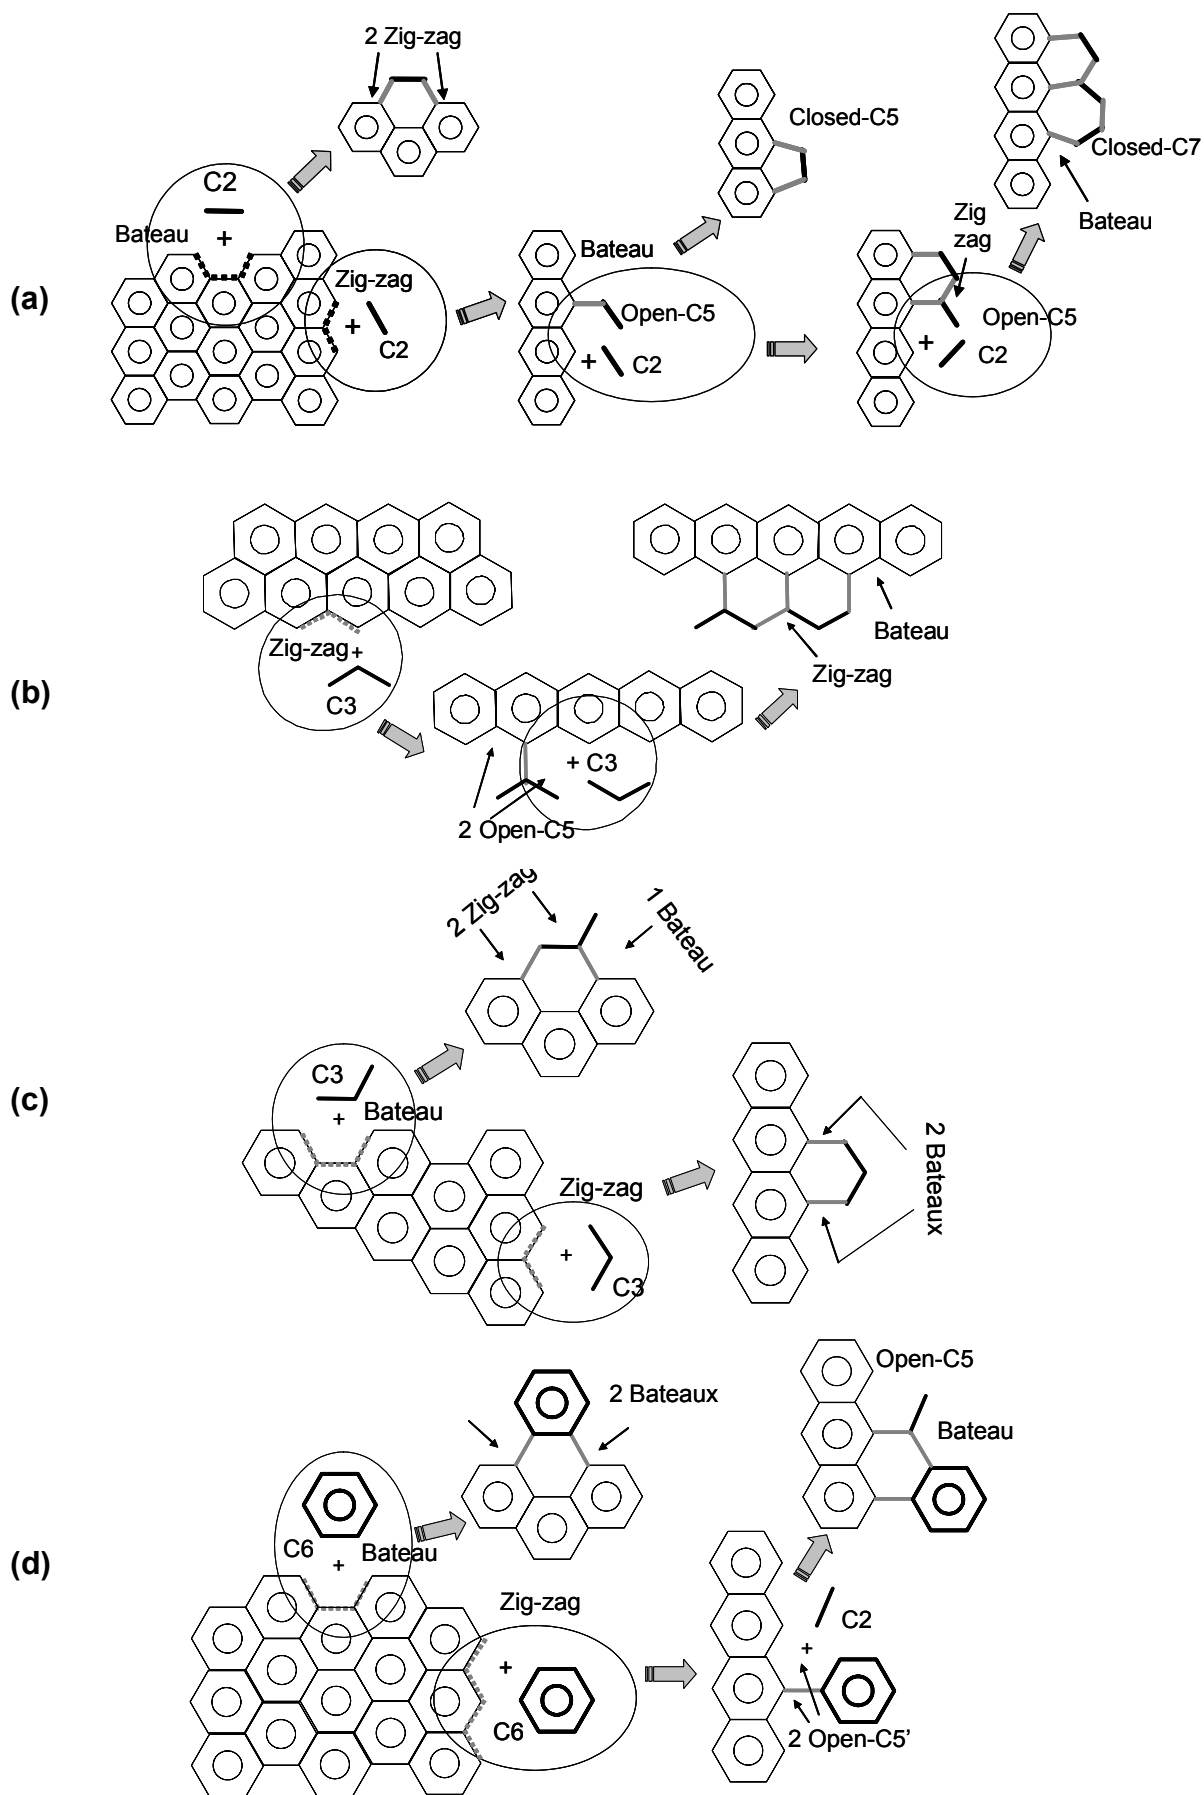 2 Zig-zag
Closed-C5
Closed-C7
Bateau
C2
+
Bateau
Zig-zag
+
C2
Bateau
Open-C5
+ C2
Zig
zag
Open-C5
+ C2
(a)
Zig-zag +
C3
+ C3
2 Open-C5
Bateau
Zig-zag
(b)
2 Zig-zag
1 Bateau
C3
+ Bateau
Zig-zag
+
C3
2 Bateaux
(c)
2 Bateaux
Open-C5
Bateau
C6 + Bateau
Zig-zag
+
C6
C2
+
2 Open-C5'
(d)